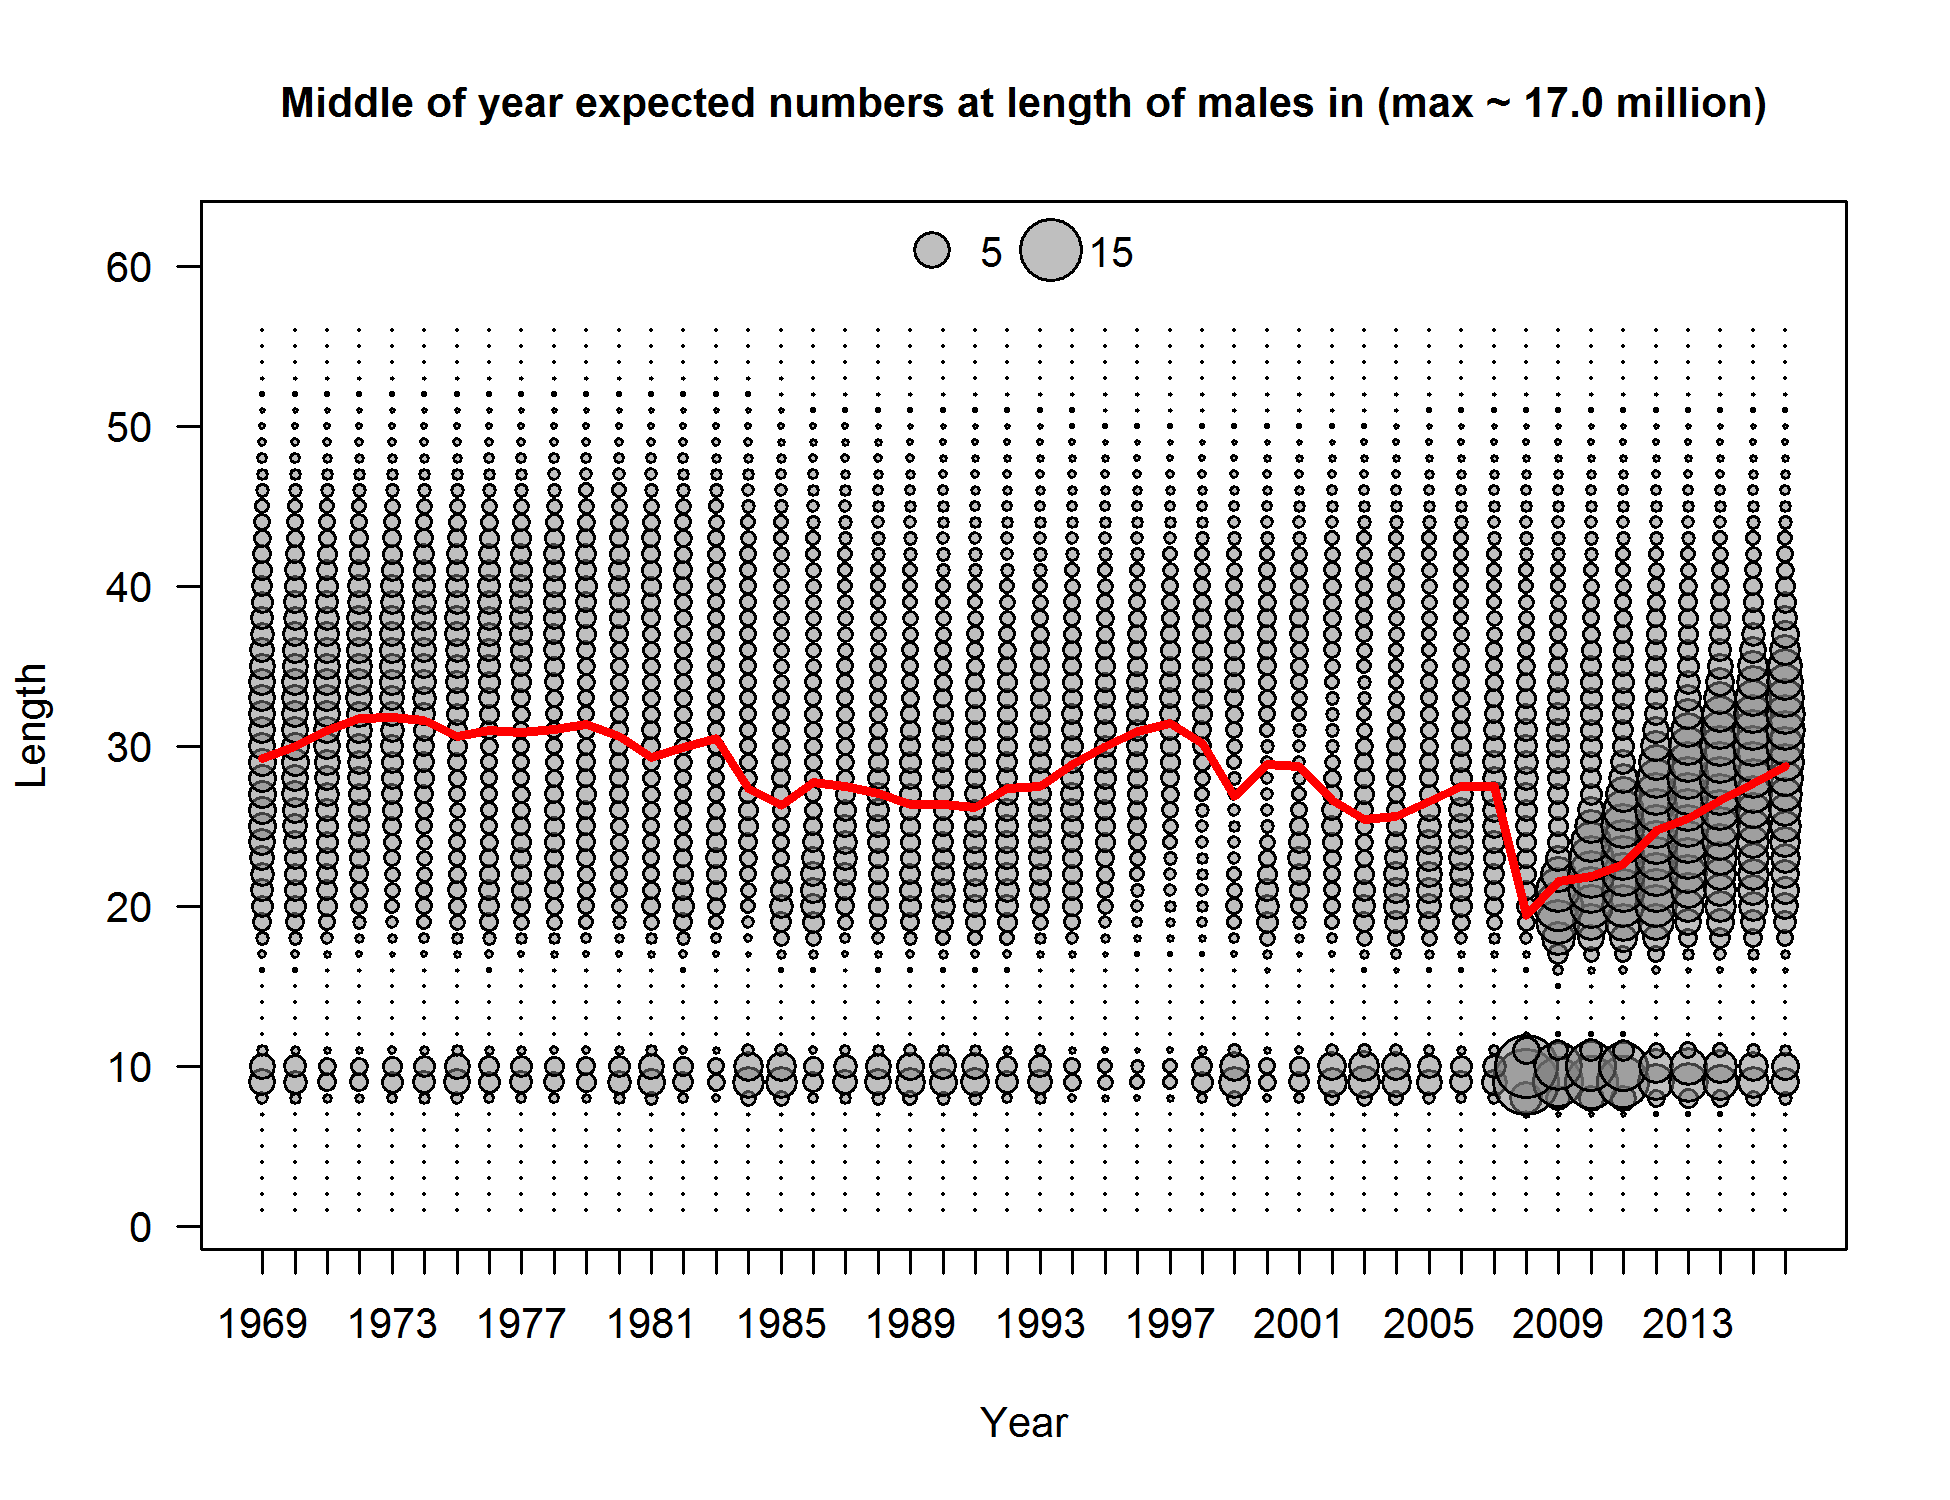 Middle of year expected numbers at length of males in (max ~ 17.0 million)
5 15
60
50
40
30
20
10
0
Length
1969 1973 1977 1981 1985 1989 1993 1997 2001 2005 2009 2013
Year